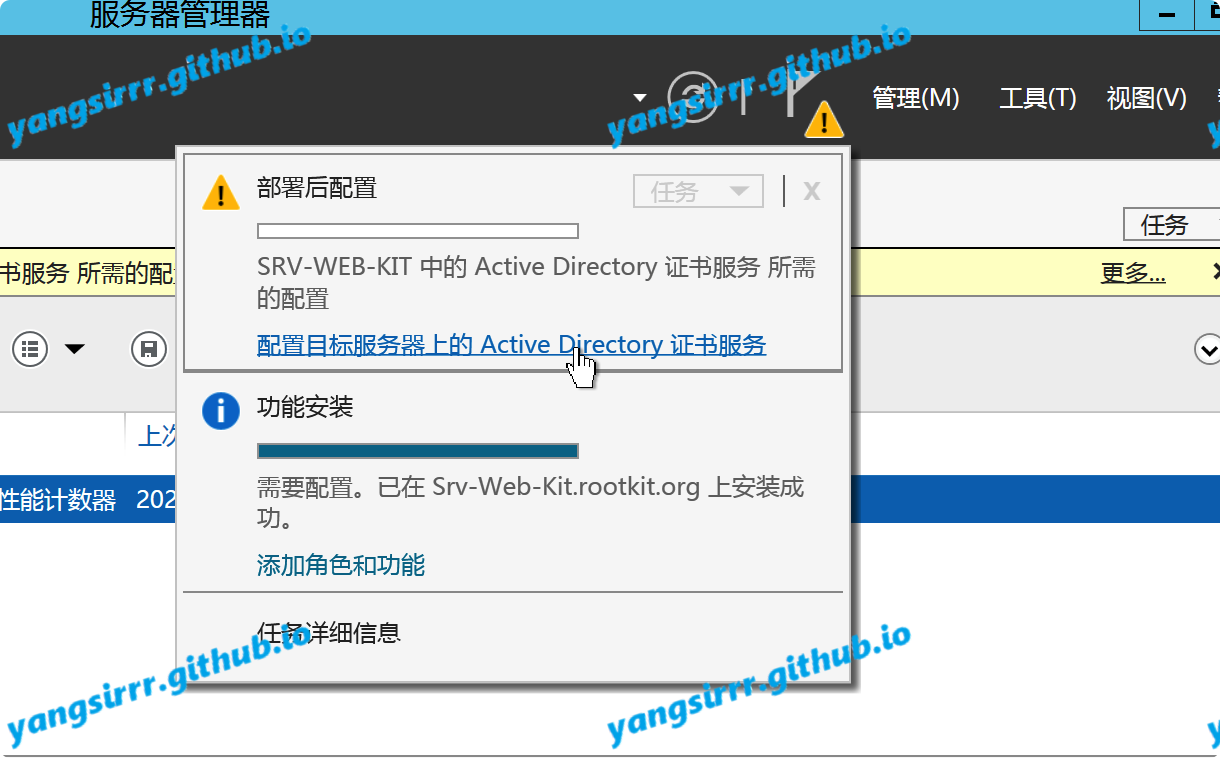 服务器管理器
yangsirrr.github.io
yangsirrr.github.io
管理(M)
工具(T)
视图(V)
部署后配置
任务
X
任务
SRV-WEB-KIT 中的 Active Directory 证书服务 所需
的配置
书服务 所需的配
更多...
配置目标服务器上的 Active Directory 证书服务
功能安装
上次
性能计数器 202
需要配置。已在 Srv-Web-Kit.rootkit.org 上安装成
功。
添加角色和功能
任务详细信息
yangsirrr.github.io
yangsirrr.github.io